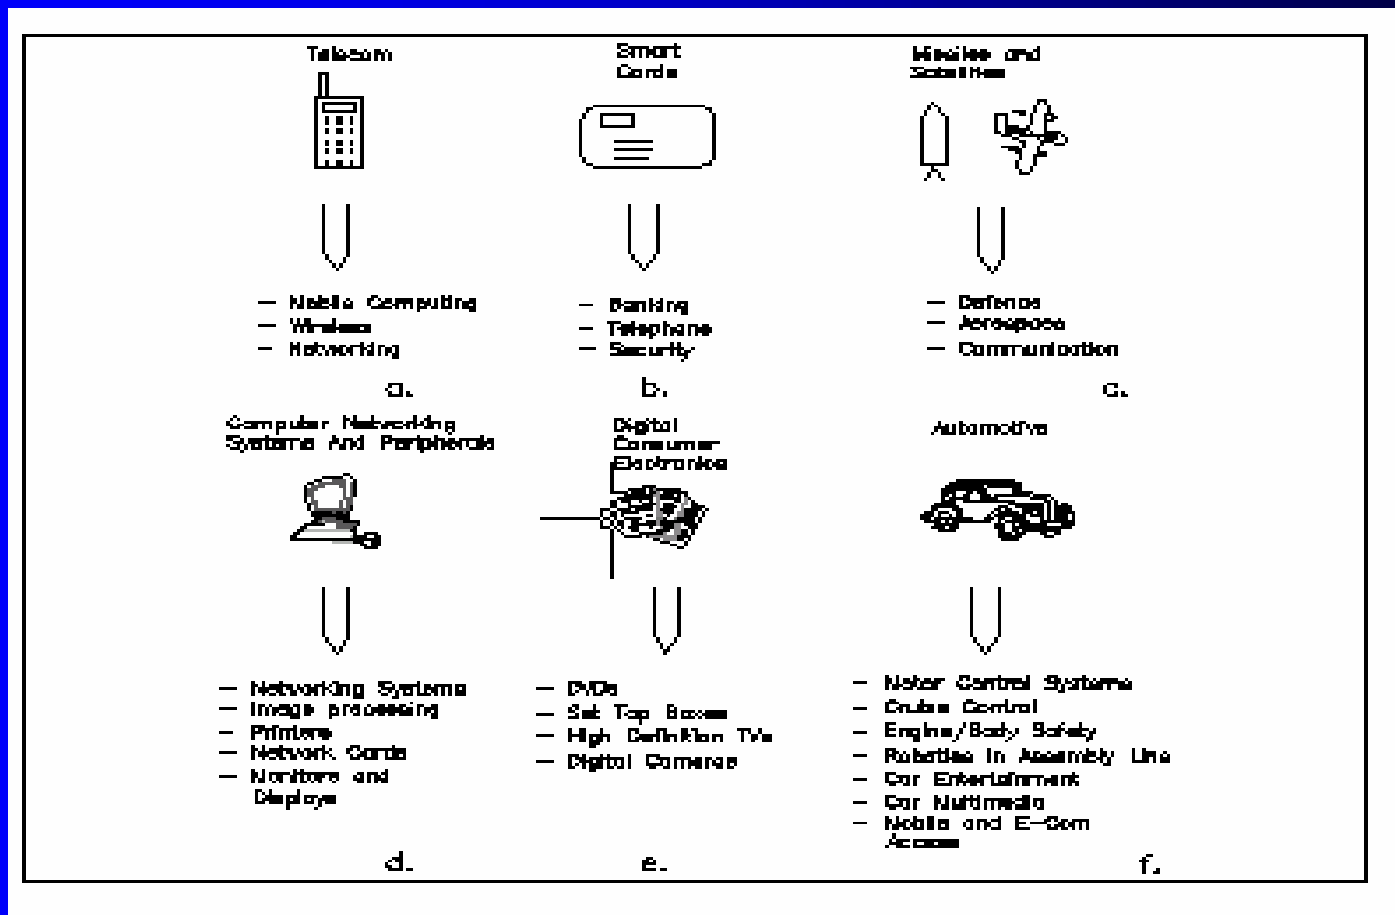 Telecom
Mobile Computing
Wireless
Networking
a.
Smart
Cards
Banking
Telephone
Security
b.
Missiles and
Satellites
Defence
Aerospace
Communication
c.
Computer Networking
Systems And Peripherals
Networking Systems
Image processing
Printers
Network Cards
Monitors and
Displays
d.
Digital
Consumer
Electronics
DVDs
Set Top Boxes
High Definition TVs
Digital Cameras
e.
Automotive
Motor Control Systems
Cruise Control
Engine/Body Safety
Robotics in Assembly Line
Car Entertainment
Car Multimedia
Mobile and E-Com
Access
f.